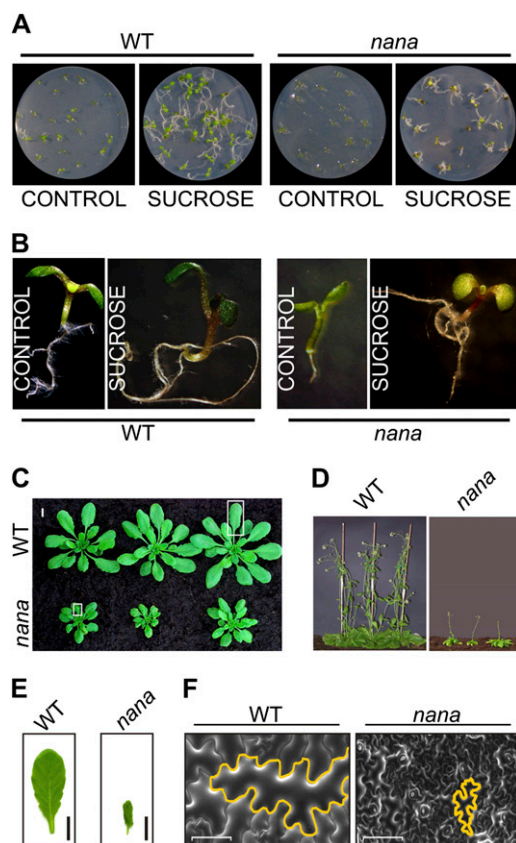 A
WT nana
CONTROL SUCROSE CONTROL SUCROSE
B
CONTROL SUCROSE CONTROL SUCROSE
WT nana
C
WT
nana
D
WT nana
E
WT nana
F
WT nana